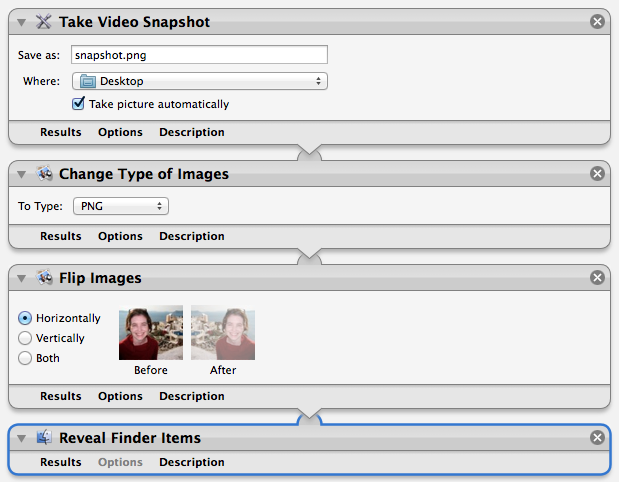 Take Video Snapshot
Save as: snapshot.png
Where: Desktop
Take picture automatically
Results Options Description
Change Type of Images
To Type: PNG
Results Options Description
Flip Images
Horizontally
Vertically
Both
Before After
Results Options Description
Reveal Finder Items
Results Options Description